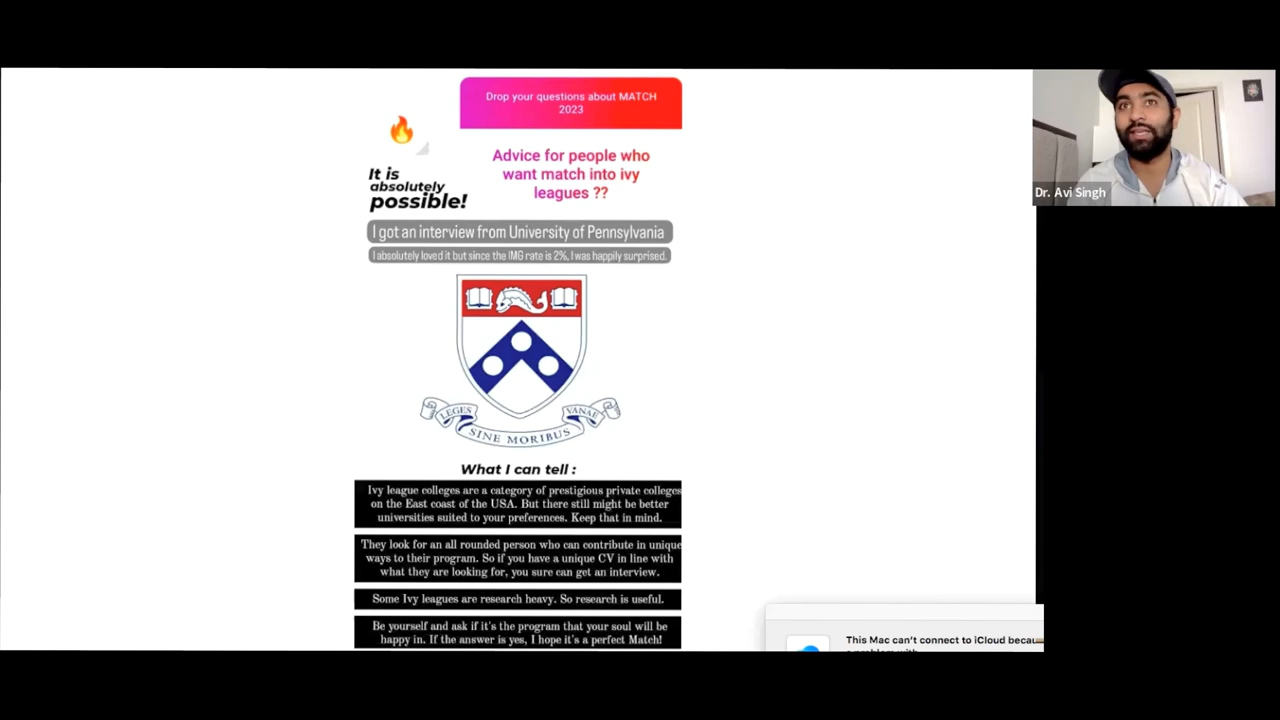 Drop your questions about MATCH
2023
Advice for people who
want match into ivy
leagues ??
It is
absolutely
possible!
I got an interview from University of Pennsylvania
I absolutely loved it but since the IMG rate is 2%, I was happily surprised.
LEGES
VANAE
SINE MORIBUS
What I can tell :
Ivy league colleges are a category of prestigious private colleges
on the East coast of the USA. But there still might be better
universities suited to your preferences. Keep that in mind.
They look for an all rounded person who can contribute in unique
ways to their program. So if you have a unique CV in line with
what they are looking for, you sure can get an interview.
Some Ivy leagues are research heavy. So research is useful.
Be yourself and ask if it's the program that your soul will be
happy in. If the answer is yes, I hope it's a perfect Match!
Dr. Avi Singh
This Mac can't connect to iCloud becau
a problem with